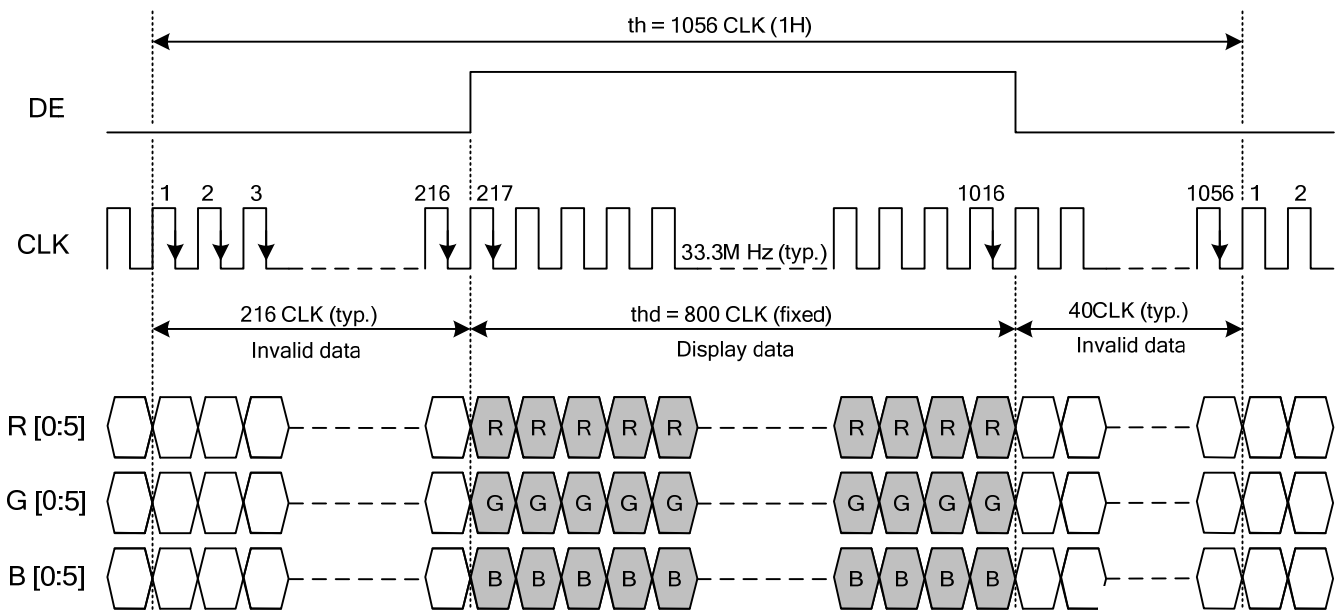 th = 1056 CLK (1H)
DE
1 2 3 216 217 1016 1056 1 2
CLK
33.3M Hz (typ.)
216 CLK (typ.) thd = 800 CLK (fixed) 40CLK (typ.)
Invalid data Display data Invalid data
R [0:5] R R R R R R R R R
G [0:5] G G G G G G G G G
B [0:5] B B B B B B B B B